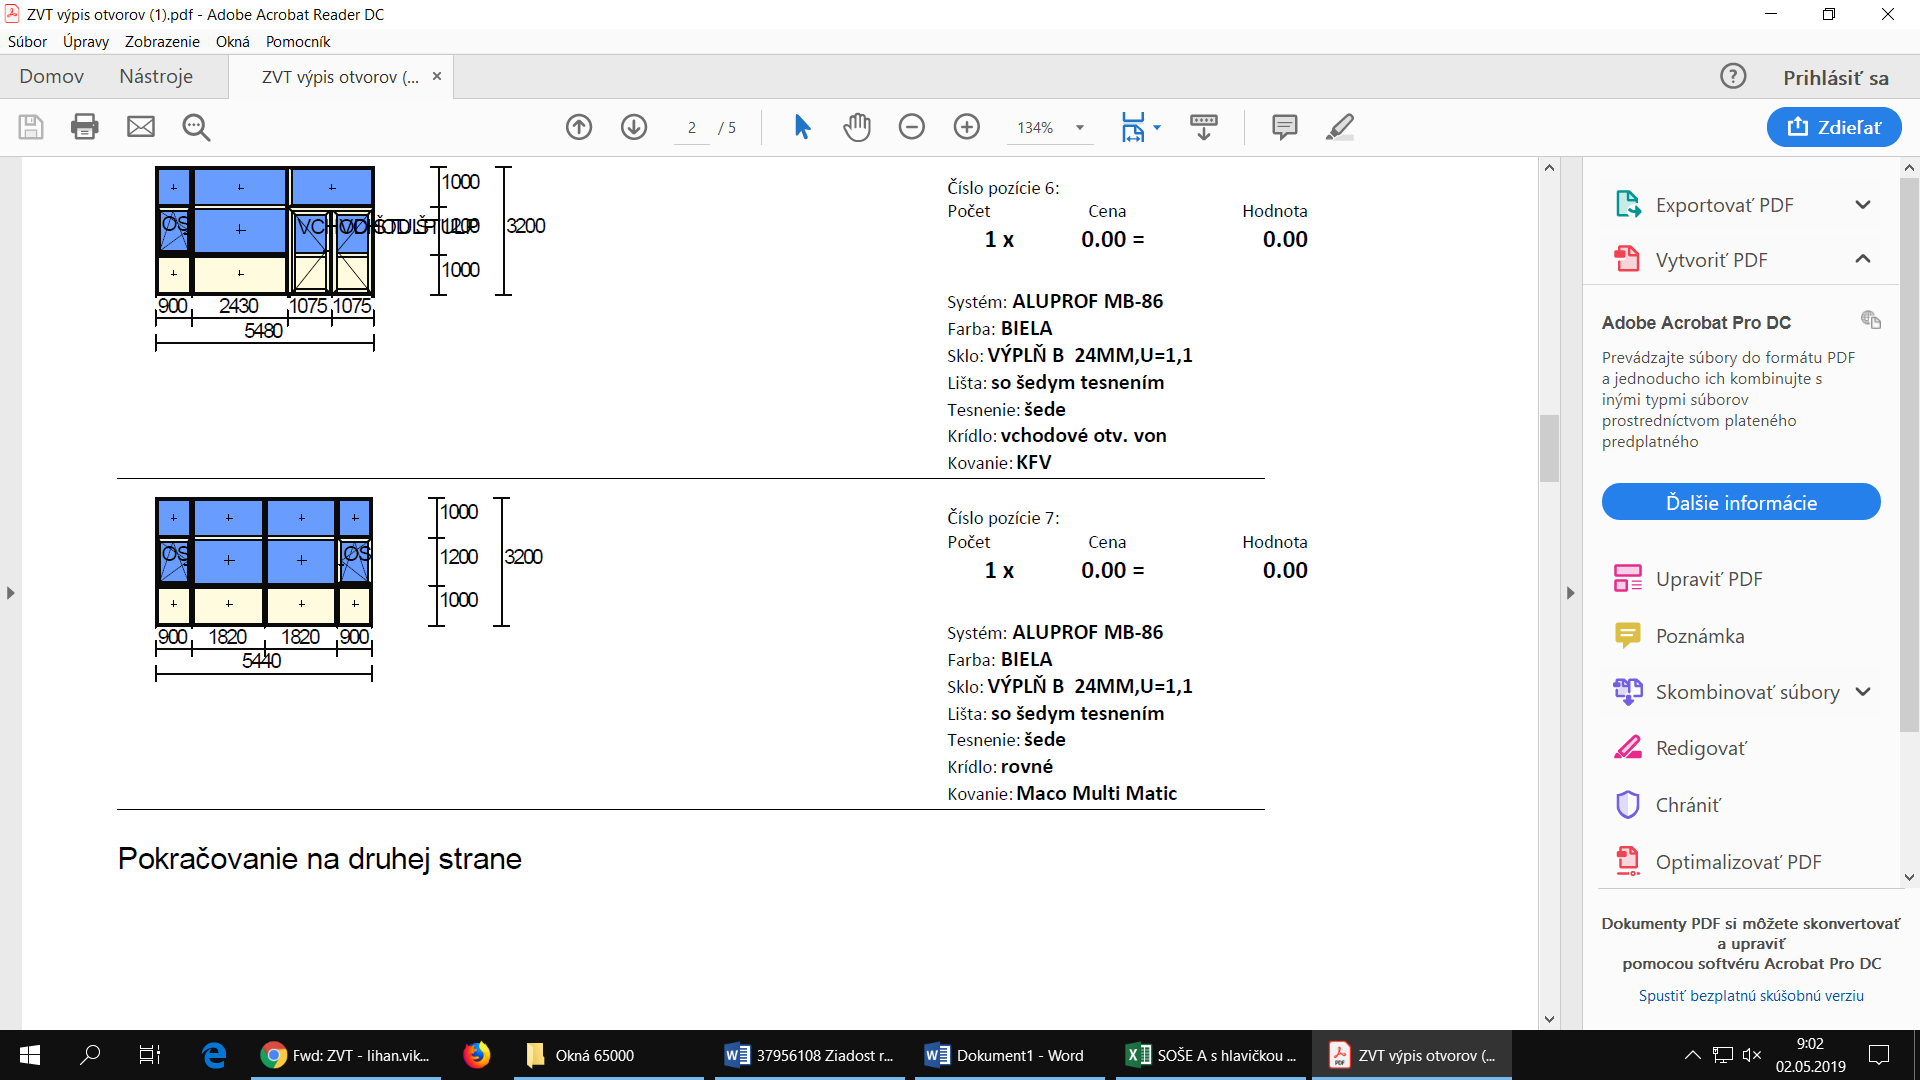 ZVT výpis otvorov (1).pdf - Adobe Acrobat Reader DC
Súbor Úpravy Zobrazenie Okná Pomocník
Domov Nástroje ZVT výpis otvorov (... × Prihlásiť sa
2 / 5 134% Zdieľať
1000
1200
1000
3200
OS
900 2430 1075 1075
5480
Číslo pozície 6:
Počet Cena Hodnota
1 x 0.00 = 0.00
Systém: ALUPROF MB-86
Farba: BIELA
Sklo: VÝPLŇ B 24MM,U=1,1
Lišta: so šedym tesnením
Tesnenie: šede
Krídlo: vchodové otv. von
Kovanie: KFV
1000
1200
1000
3200
OS OS
900 1820 1820 900
5440
Číslo pozície 7:
Počet Cena Hodnota
1 x 0.00 = 0.00
Systém: ALUPROF MB-86
Farba: BIELA
Sklo: VÝPLŇ B 24MM,U=1,1
Lišta: so šedym tesnením
Tesnenie: šede
Krídlo: rovné
Kovanie: Maco Multi Matic
Pokračovanie na druhej strane
Exportovať PDF
Vytvoriť PDF
Adobe Acrobat Pro DC
Prevádzajte súbory do formátu PDF
a jednoducho ich kombinujte s
inými typmi súborov
prostredníctvom plateného
predplatného
Ďalšie informácie
Upraviť PDF
Poznámka
Skombinovať súbory
Redigovať
Chrániť
Optimalizovať PDF
Dokumenty PDF si môžete skonvertovať
a upraviť
pomocou softvéru Acrobat Pro DC
Spustiť bezplatnú skúšobnú verziu
Fwd: ZVT - lihan.vik... Okná 65000 37956108 Ziadost r... Dokument1 - Word SOŠE A s hlavičkou ... ZVT výpis otvorov (...
9:02
02.05.2019